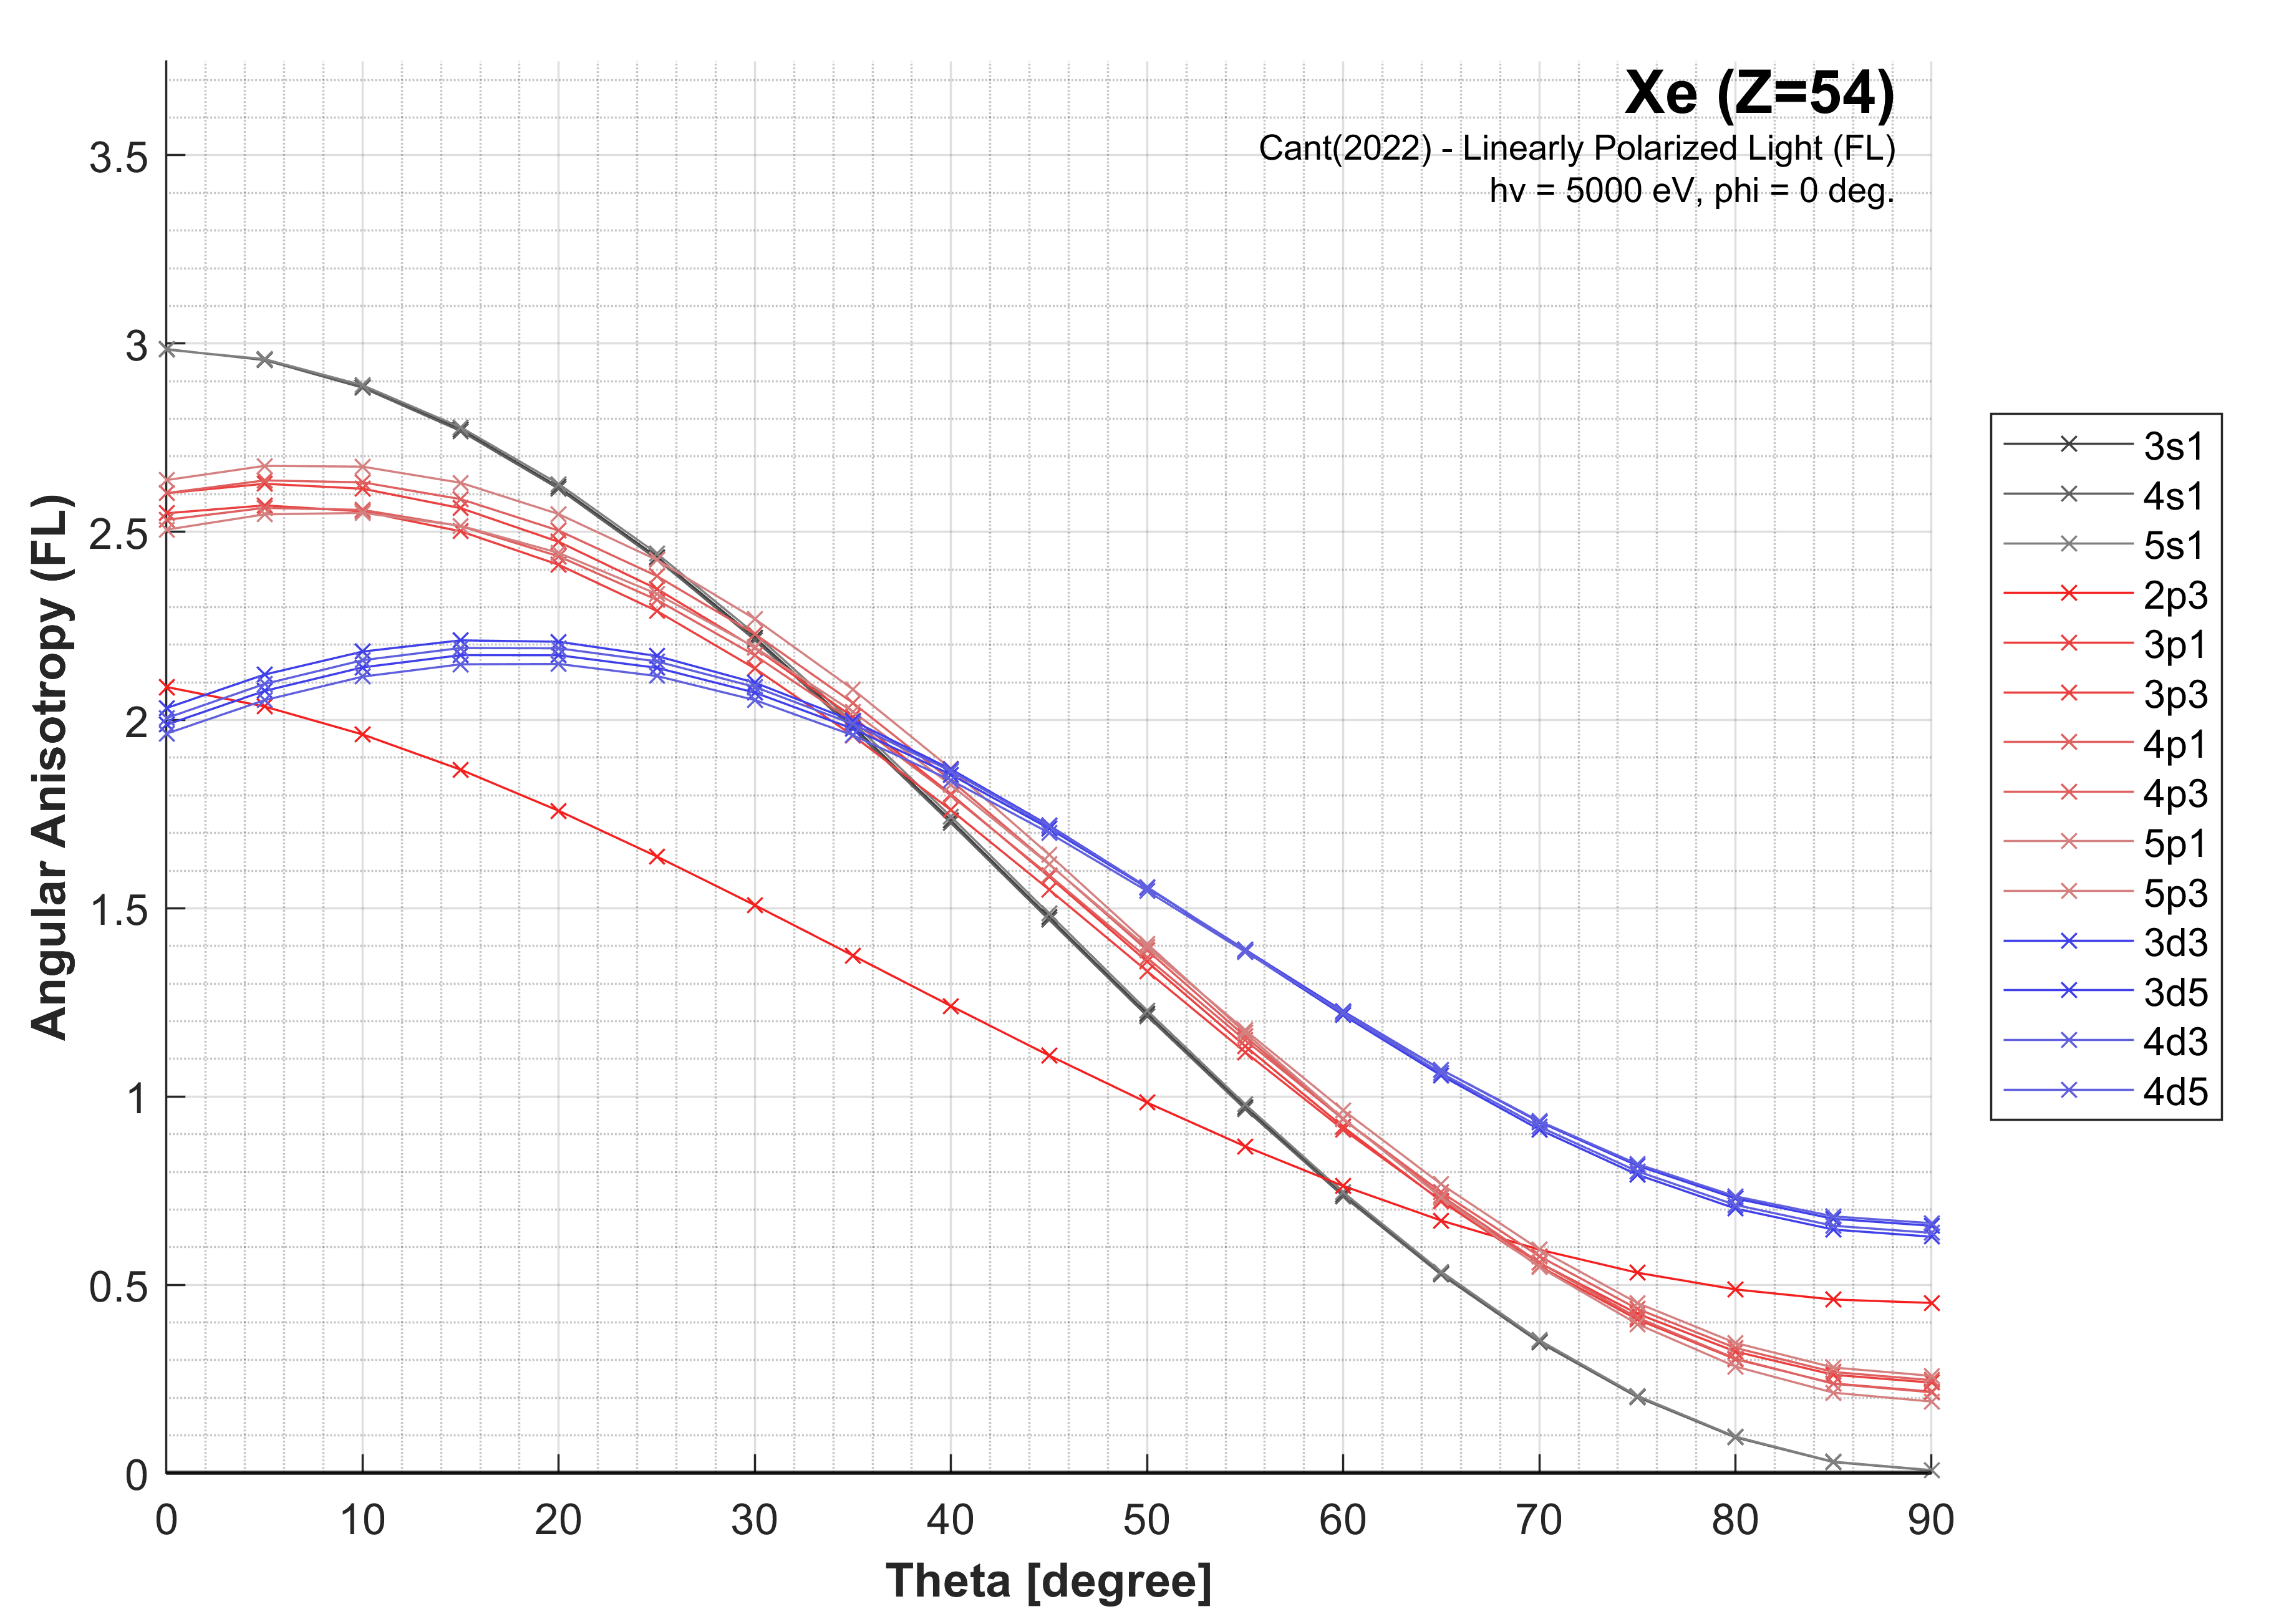 Xe (Z=54)
Cant(2022) - Linearly Polarized Light (FL)
hv = 5000 eV, phi = 0 deg.
Angular Anisotropy (FL)
3.5
3
2.5
2
1.5
1
0.5
0
0 10 20 30 40 50 60 70 80 90
Theta [degree]
3s1
4s1
5s1
2p3
3p1
3p3
4p1
4p3
5p1
5p3
3d3
3d5
4d3
4d5